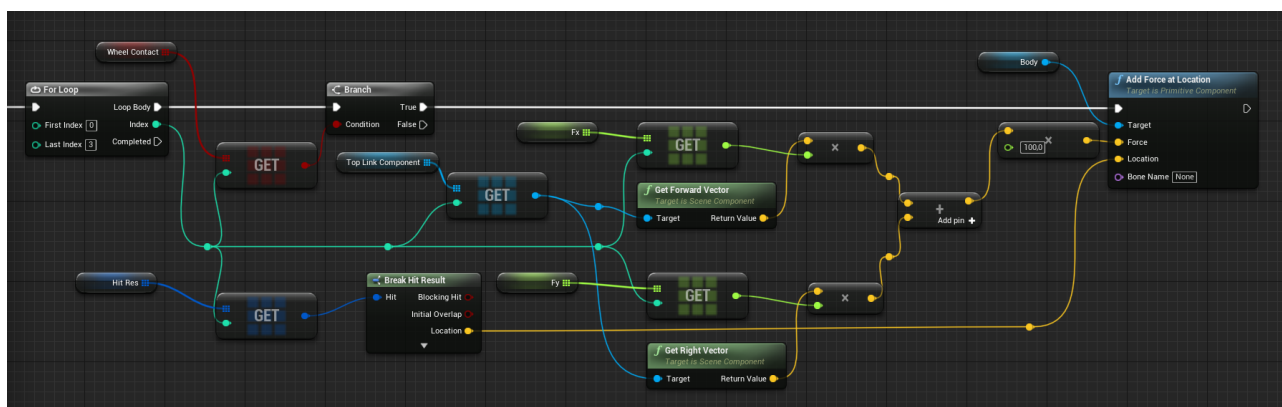 Wheel Contact
For Loop
Loop Body
First Index 0
Index
Last Index 3
Completed
GET
Branch
True
Condition
False
Top Link Component
GET
Hit Res
GET
Break Hit Result
Hit
Blocking Hit
Initial Overlap
Location
Fx
GET
×
Get Forward Vector
Target is Scene Component
Target
Return Value
+
Add pin +
Fy
GET
×
Get Right Vector
Target is Scene Component
Target
Return Value
×
100,0
Body
f Add Force at Location
Target is Primitive Component
Target
Force
Location
Bone Name None